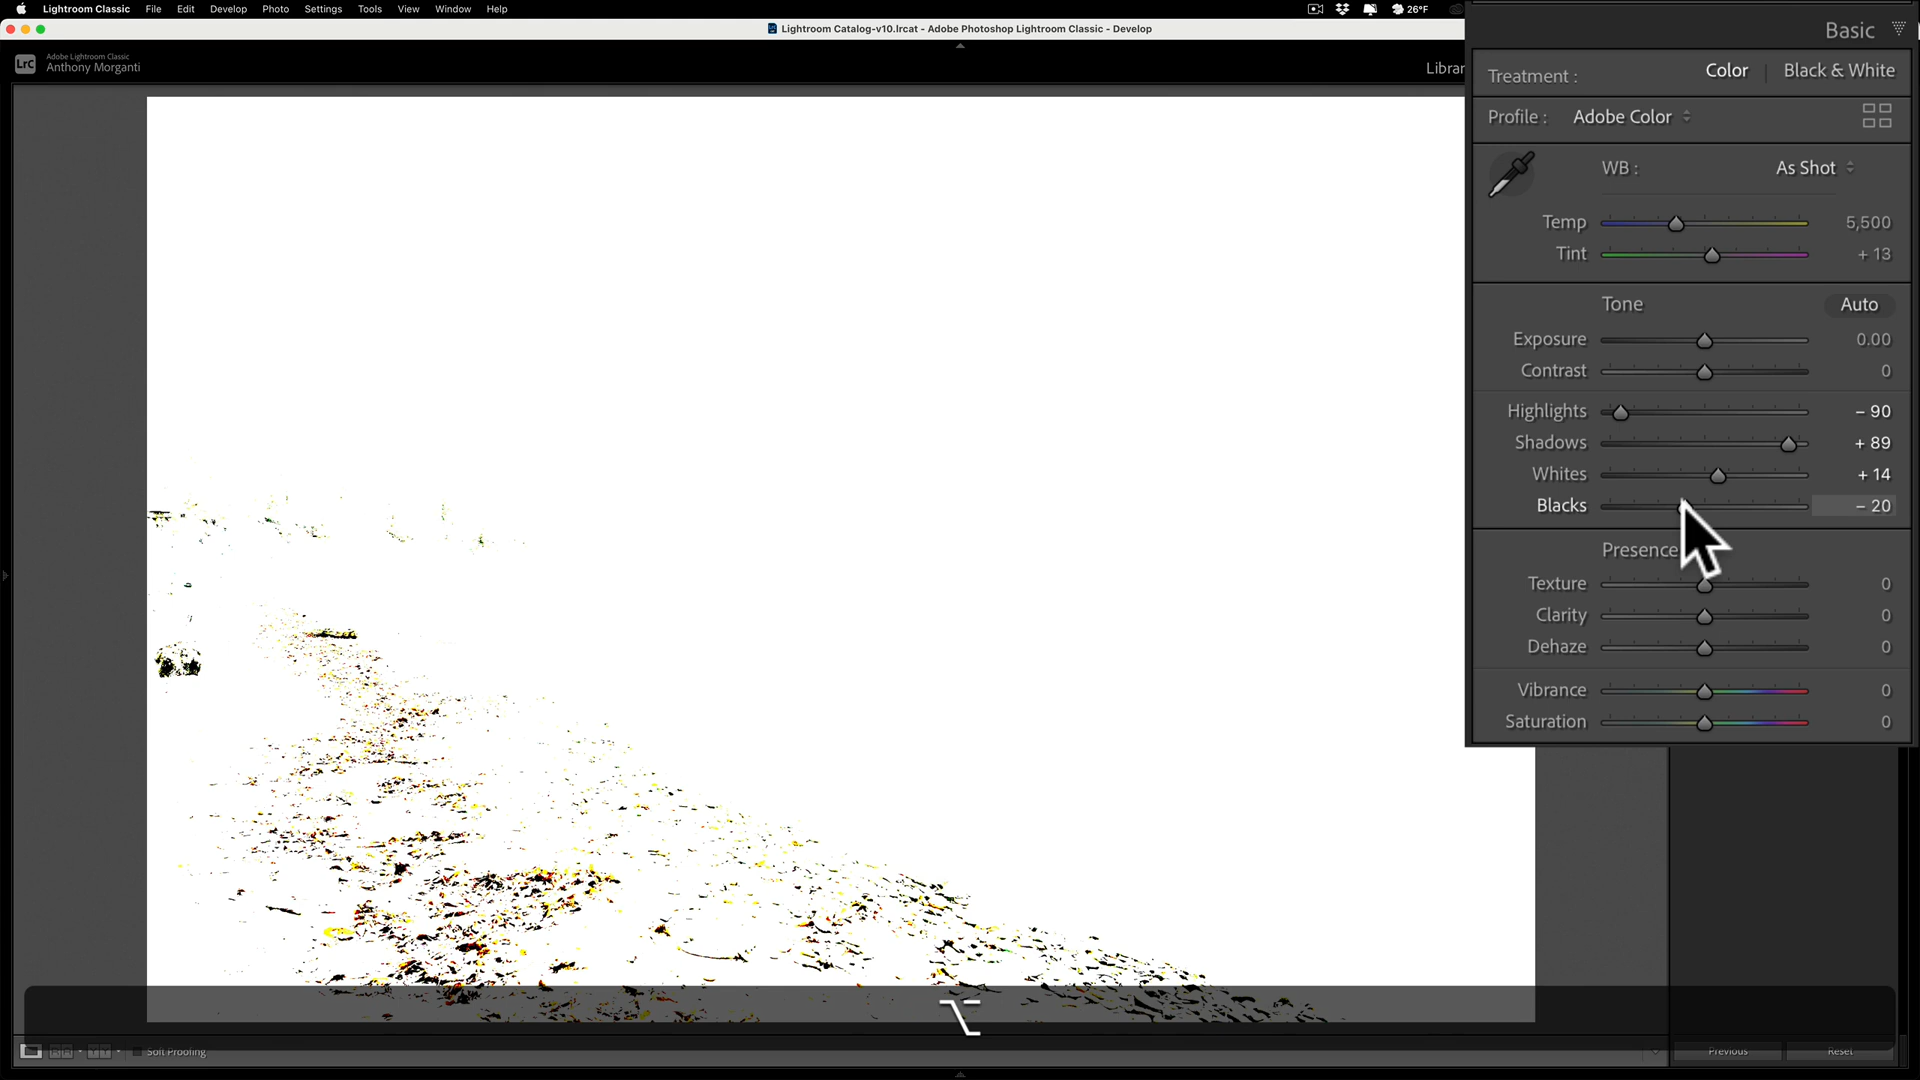 Lightroom Classic File Edit Develop Photo Settings Tools View Window Help 26°F
Lightroom Catalog-v10.lrcat - Adobe Photoshop Lightroom Classic - Develop
LrC
Adobe Lightroom Classic
Anthony Morganti
Librar
Basic
Treatment : Color | Black & White
Profile : Adobe Color
WB : As Shot
Temp 5,500
Tint + 13
Tone Auto
Exposure 0.00
Contrast 0
Highlights – 90
Shadows + 89
Whites + 14
Blacks – 20
Presence
Texture 0
Clarity 0
Dehaze 0
Vibrance 0
Saturation 0
⌥
Soft Proofing
Previous Reset